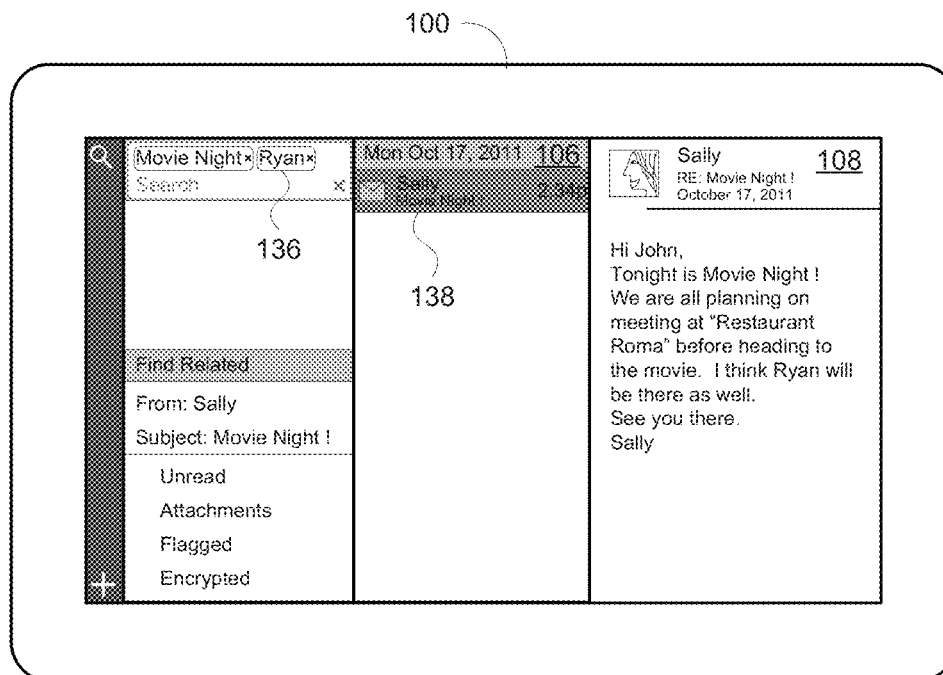 100
Movie Night× Ryan×
Search ×
136
Find Related
From: Sally
Subject: Movie Night !
Unread
Attachments
Flagged
Encrypted
Mon Oct 17, 2011 106
Sally
Movie Night !
138
Sally 108
RE: Movie Night !
October 17, 2011
Hi John,
Tonight is Movie Night !
We are all planning on
meeting at “Restaurant
Roma” before heading to
the movie. I think Ryan will
be there as well.
See you there.
Sally